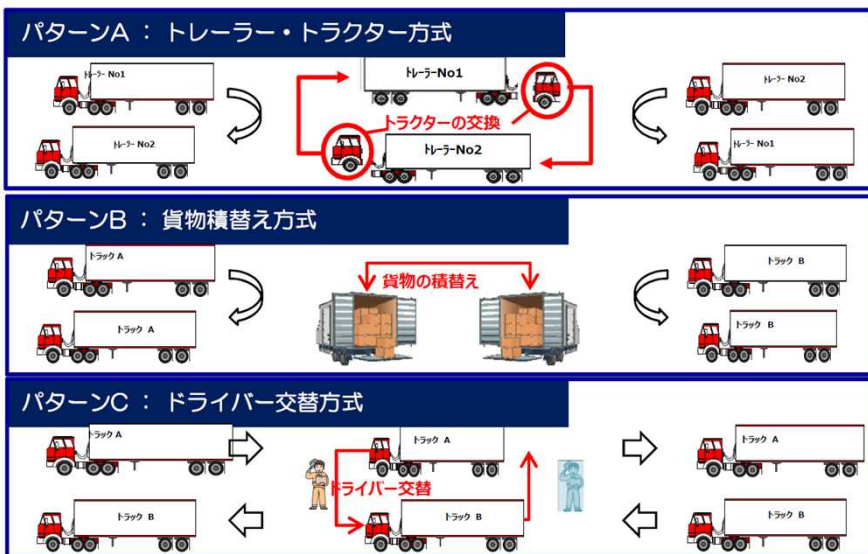 パターンA ： トレーラー・トラクター方式
ﾄﾚｰﾗｰNo1
ﾄﾚｰﾗｰNo1
ﾄﾚｰﾗｰNo2
トラクターの交換
ﾄﾚｰﾗｰNo2
ﾄﾚｰﾗｰNo2
ﾄﾚｰﾗｰNo1
パターンB ： 貨物積替え方式
ﾄﾗｯｸ A
貨物の積替え
ﾄﾗｯｸ B
ﾄﾗｯｸ A
ﾄﾗｯｸ B
パターンC ： ドライバー交替方式
ﾄﾗｯｸ A
ﾄﾗｯｸ A
ﾄﾗｯｸ A
ドライバー交替
ﾄﾗｯｸ B
ﾄﾗｯｸ B
ﾄﾗｯｸ B